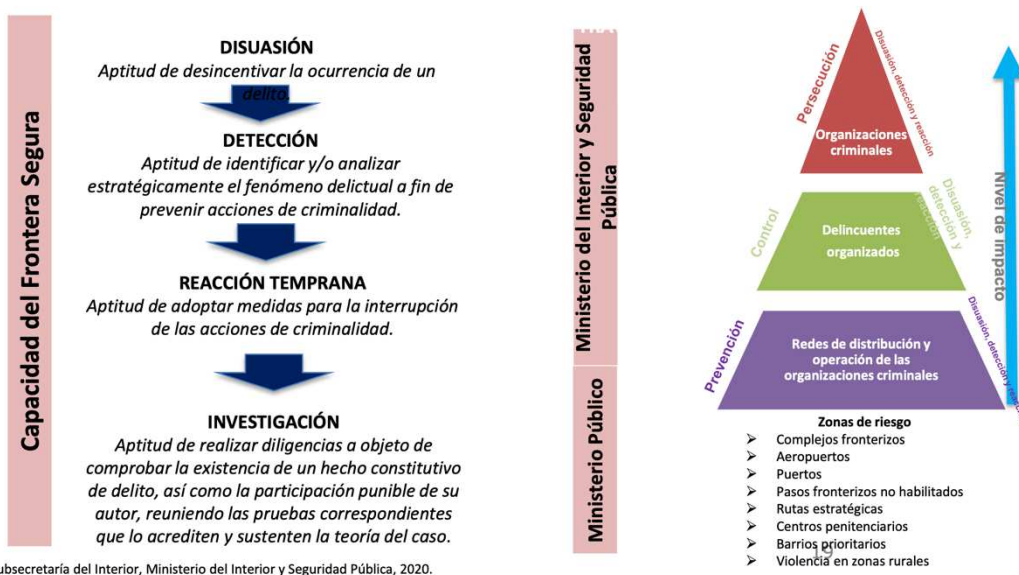 Capacidad del Frontera Segura
DISUASIÓN
Aptitud de desincentivar la ocurrencia de un
delito.
DETECCIÓN
Aptitud de identificar y/o analizar
estratégicamente el fenómeno delictual a fin de
prevenir acciones de criminalidad.
REACCIÓN TEMPRANA
Aptitud de adoptar medidas para la interrupción
de las acciones de criminalidad.
INVESTIGACIÓN
Aptitud de realizar diligencias a objeto de
comprobar la existencia de un hecho constitutivo
de delito, así como la participación punible de su
autor, reuniendo las pruebas correspondientes
que lo acrediten y sustenten la teoría del caso.
Ministerio del Interior y Seguridad
Pública
Ministerio Público
Persecución
Organizaciones
criminales
Disuasión, detección y reacción
Control
Delincuentes
organizados
Disuasión,
detección y
reacción
Prevención
Redes de distribución y
operación de las
organizaciones criminales
Disuasión, detección y
Nivel de impacto
Zonas de riesgo
➢ Complejos fronterizos
➢ Aeropuertos
➢ Puertos
➢ Pasos fronterizos no habilitados
➢ Rutas estratégicas
➢ Centros penitenciarios
➢ Barrios prioritarios
➢ Violencia en zonas rurales
19
ubsecretaría del Interior, Ministerio del Interior y Seguridad Pública, 2020.